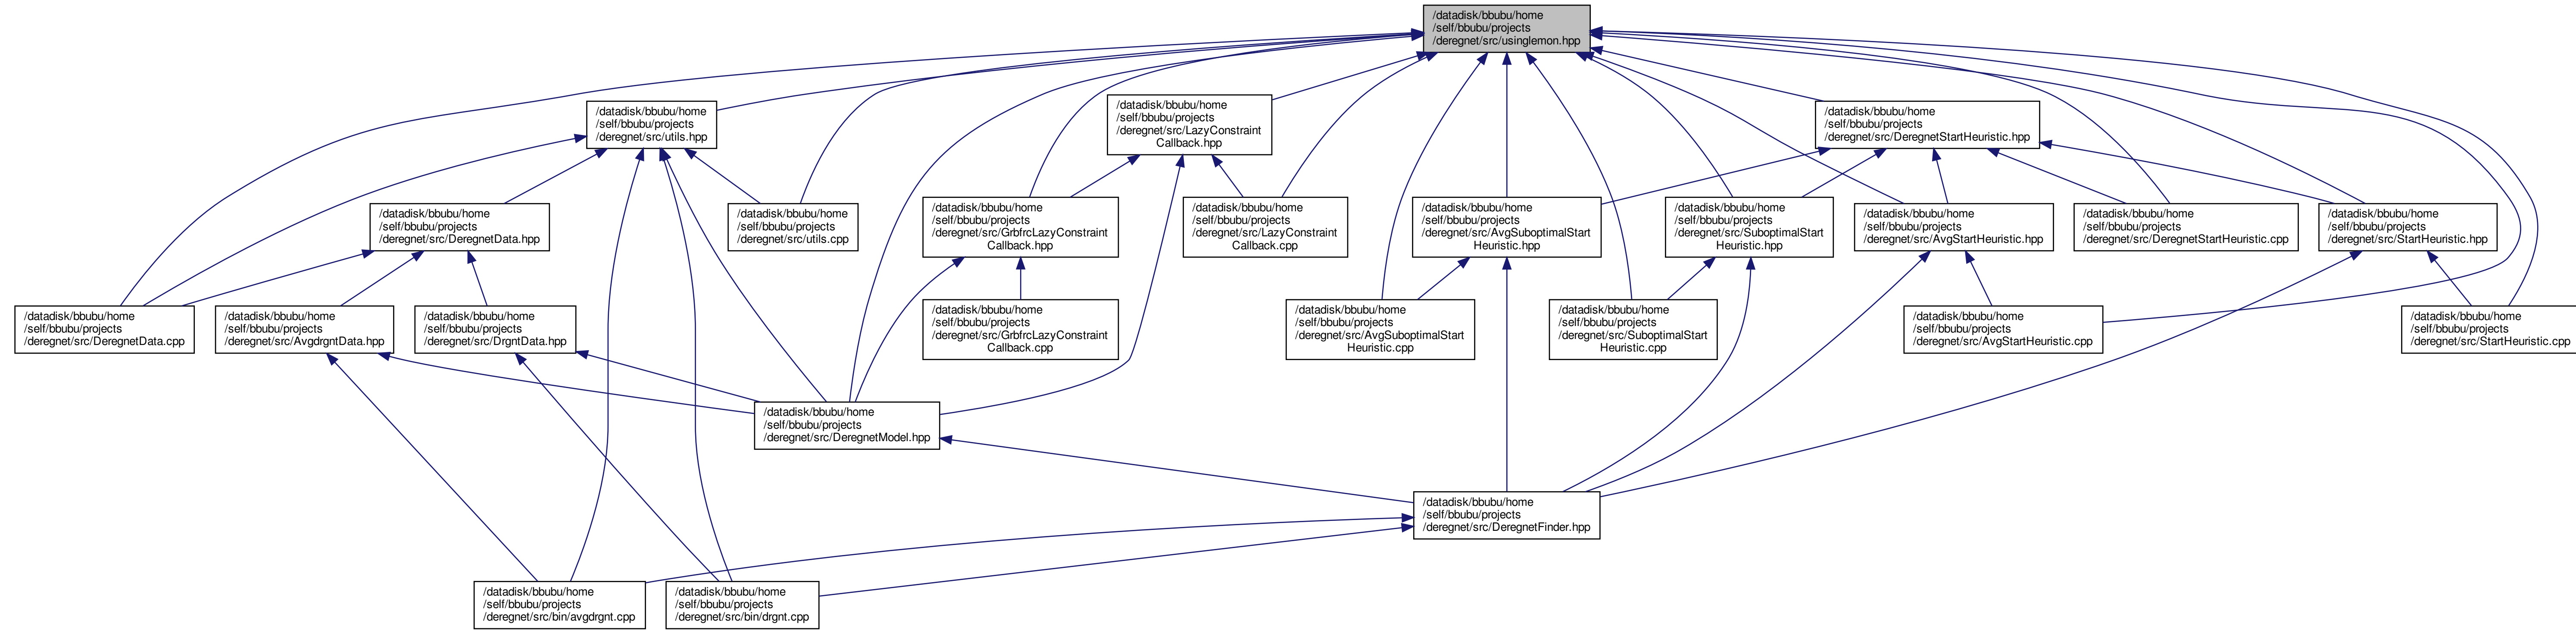 /datadisk/bbubu/home
/self/bbubu/projects
/deregnet/src/usinglemon.hpp
/datadisk/bbubu/home
/self/bbubu/projects
/deregnet/src/utils.hpp
/datadisk/bbubu/home
/self/bbubu/projects
/deregnet/src/LazyConstraint
Callback.hpp
/datadisk/bbubu/home
/self/bbubu/projects
/deregnet/src/DeregnetStartHeuristic.hpp
/datadisk/bbubu/home
/self/bbubu/projects
/deregnet/src/DeregnetData.hpp
/datadisk/bbubu/home
/self/bbubu/projects
/deregnet/src/utils.cpp
/datadisk/bbubu/home
/self/bbubu/projects
/deregnet/src/GrbfrcLazyConstraint
Callback.hpp
/datadisk/bbubu/home
/self/bbubu/projects
/deregnet/src/LazyConstraint
Callback.cpp
/datadisk/bbubu/home
/self/bbubu/projects
/deregnet/src/AvgSuboptimalStart
Heuristic.hpp
/datadisk/bbubu/home
/self/bbubu/projects
/deregnet/src/SuboptimalStart
Heuristic.hpp
/datadisk/bbubu/home
/self/bbubu/projects
/deregnet/src/AvgStartHeuristic.hpp
/datadisk/bbubu/home
/self/bbubu/projects
/deregnet/src/DeregnetStartHeuristic.cpp
/datadisk/bbubu/home
/self/bbubu/projects
/deregnet/src/StartHeuristic.hpp
/datadisk/bbubu/home
/self/bbubu/projects
/deregnet/src/DeregnetData.cpp
/datadisk/bbubu/home
/self/bbubu/projects
/deregnet/src/AvgdrgntData.hpp
/datadisk/bbubu/home
/self/bbubu/projects
/deregnet/src/DrgntData.hpp
/datadisk/bbubu/home
/self/bbubu/projects
/deregnet/src/GrbfrcLazyConstraint
Callback.cpp
/datadisk/bbubu/home
/self/bbubu/projects
/deregnet/src/AvgSuboptimalStart
Heuristic.cpp
/datadisk/bbubu/home
/self/bbubu/projects
/deregnet/src/SuboptimalStart
Heuristic.cpp
/datadisk/bbubu/home
/self/bbubu/projects
/deregnet/src/AvgStartHeuristic.cpp
/datadisk/bbubu/home
/self/bbubu/projects
/deregnet/src/StartHeuristic.cpp
/datadisk/bbubu/home
/self/bbubu/projects
/deregnet/src/DeregnetModel.hpp
/datadisk/bbubu/home
/self/bbubu/projects
/deregnet/src/DeregnetFinder.hpp
/datadisk/bbubu/home
/self/bbubu/projects
/deregnet/src/bin/avgdrgnt.cpp
/datadisk/bbubu/home
/self/bbubu/projects
/deregnet/src/bin/drgnt.cpp